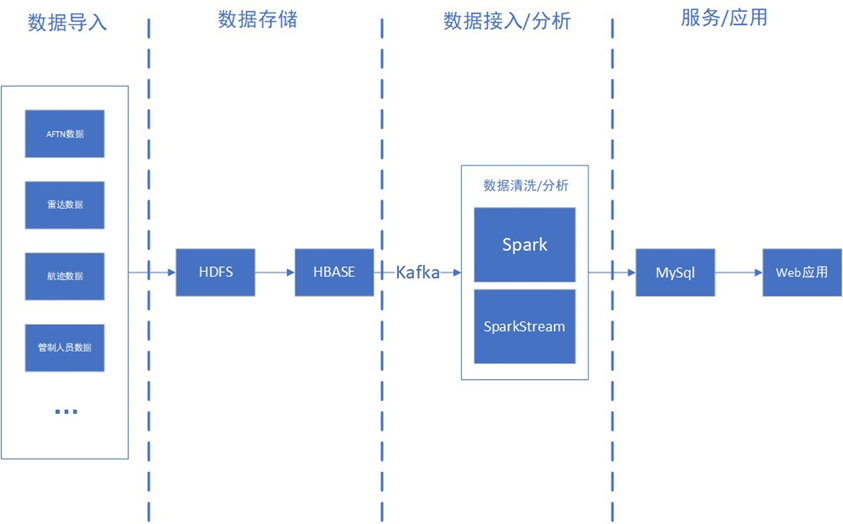 数据导入
数据存储
数据接入/分析
服务/应用
AFTN数据
雷达数据
航迹数据
管制人员数据
...
HDFS
HBASE
Kafka
数据清洗/分析
Spark
SparkStream
MySql
Web应用